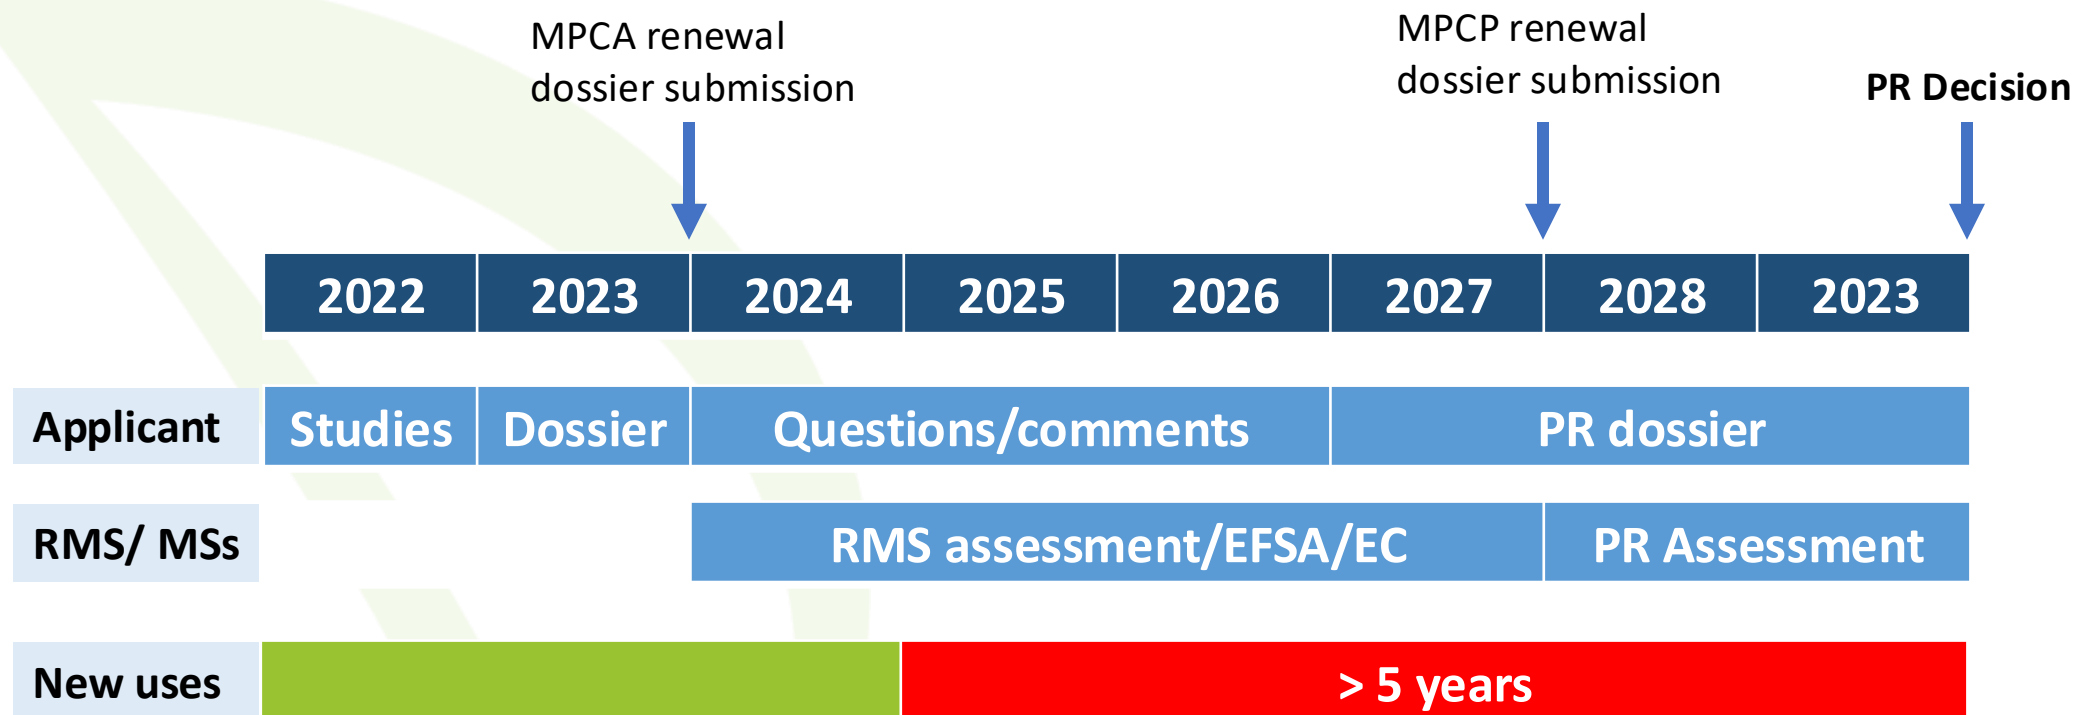 MPCA renewal
dossier submission
MPCP renewal
dossier submission
PR Decision
2022 2023 2024 2025 2026 2027 2028 2023
Applicant Studies Dossier Questions/comments PR dossier
RMS/ MSs RMS assessment/EFSA/EC PR Assessment
New uses > 5 years